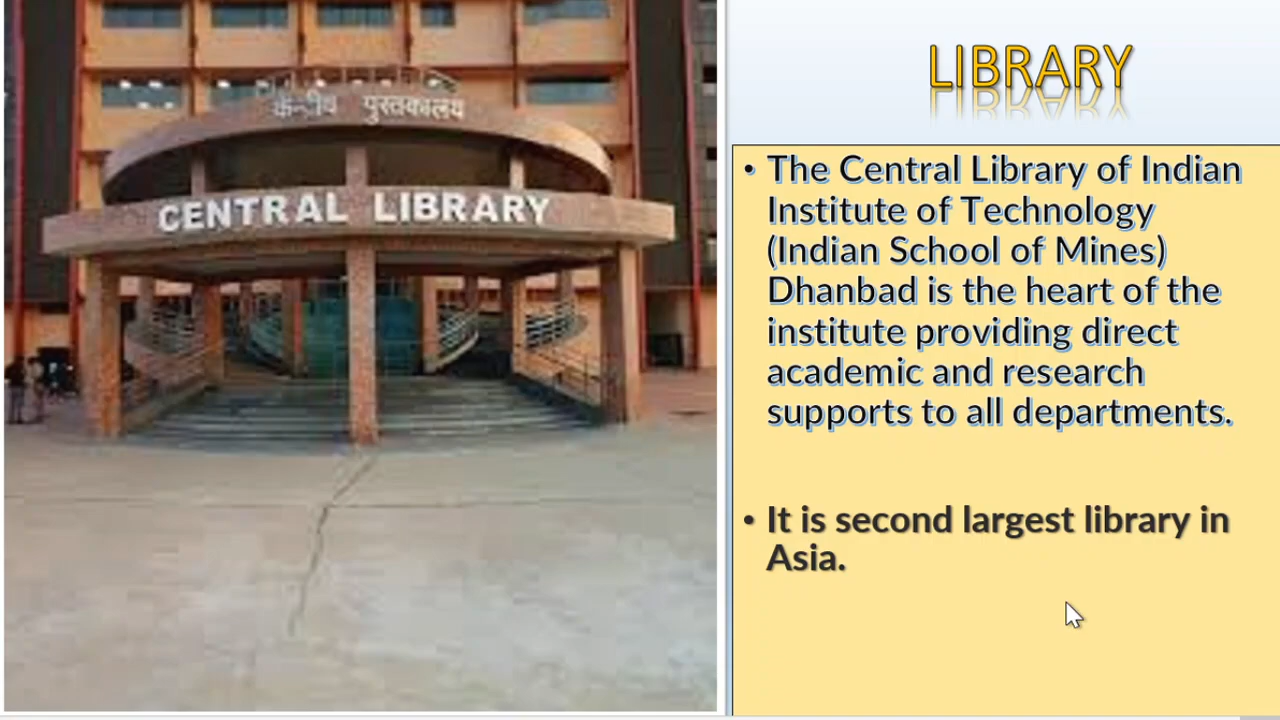 केन्द्रीय पुस्तकालय
CENTRAL LIBRARY
LIBRARY
• The Central Library of Indian
Institute of Technology
(Indian School of Mines)
Dhanbad is the heart of the
institute providing direct
academic and research
supports to all departments.
• It is second largest library in
Asia.